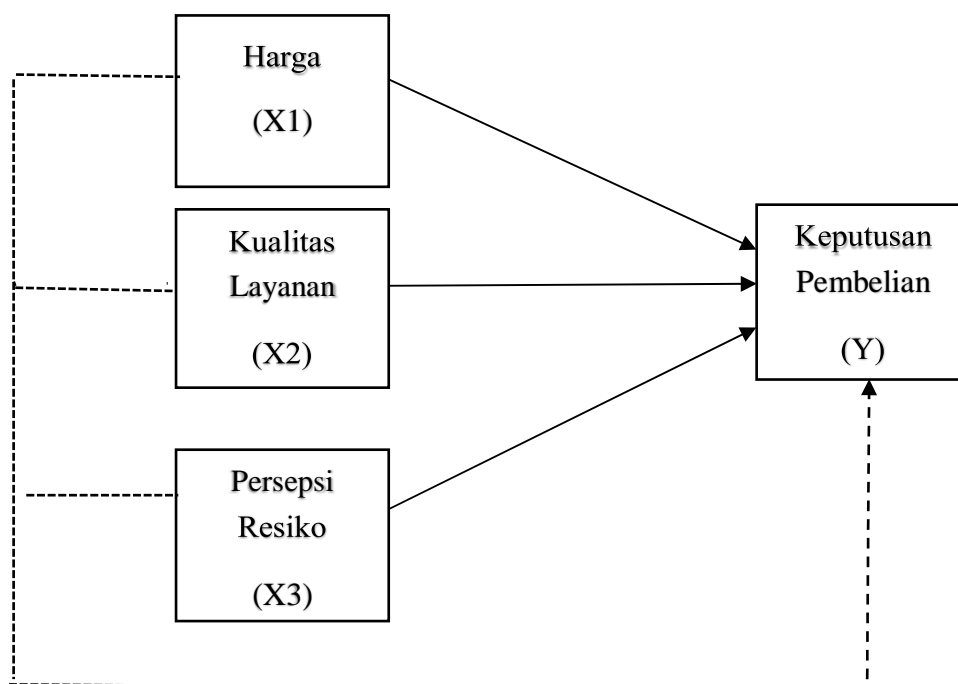 Harga
(X1)
Kualitas
Layanan
(X2)
Persepsi
Resiko
(X3)
Keputusan
Pembelian
(Y)